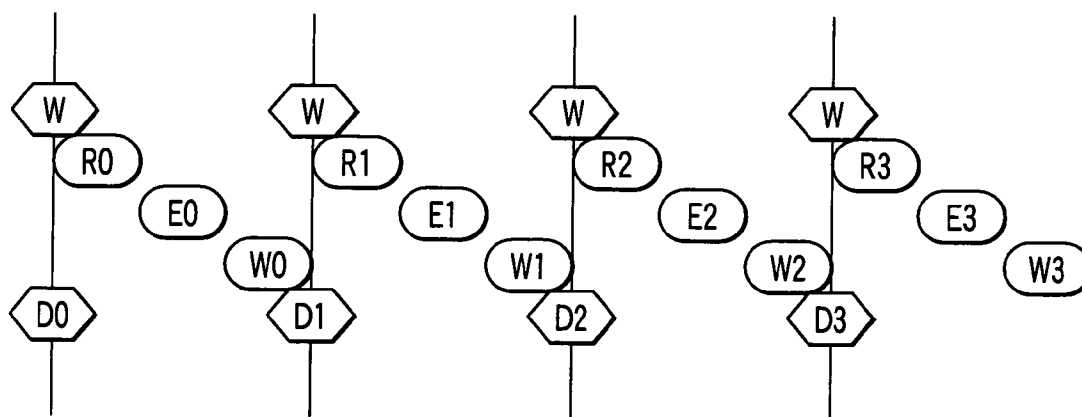 W W W W
R0 R1 R2 R3
E0 E1 E2 E3
W0 W1 W2 W3
D0 D1 D2 D3